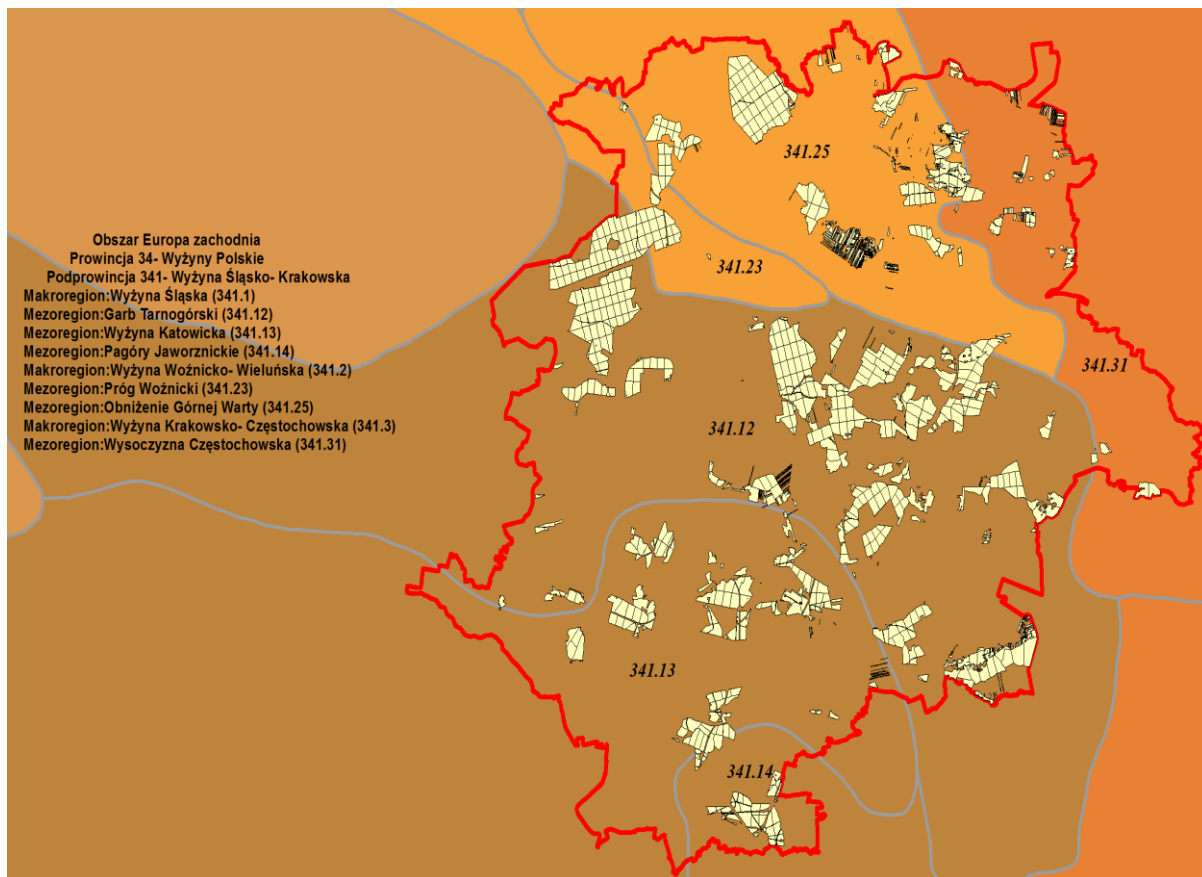 341.25
Obszar Europa zachodnia
Prowincja 34- Wyżyny Polskie
Podprowincja 341- Wyżyna Śląsko- Krakowska
Makroregion:Wyżyna Śląska (341.1)
Mezoregion:Garb Tarnogórski (341.12)
Mezoregion:Wyżyna Katowicka (341.13)
Mezoregion:Pagóry Jaworznickie (341.14)
Makroregion:Wyżyna Woźnicko- Wieluńska (341.2)
Mezoregion:Próg Woźnicki (341.23)
Mezoregion:Obniżenie Górnej Warty (341.25)
Makroregion:Wyżyna Krakowsko- Częstochowska (341.3)
Mezoregion:Wysoczyzna Częstochowska (341.31)
341.23
341.31
341.12
341.13
341.14